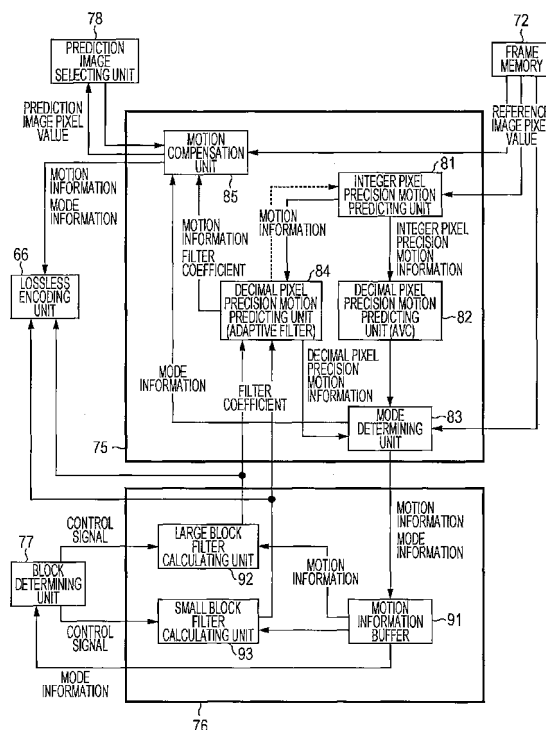 78
PREDICTION
IMAGE
SELECTING UNIT
72
FRAME
MEMORY
PREDICTION
IMAGE PIXEL
VALUE
REFERENCE
IMAGE PIXEL
VALUE
MOTION
COMPENSATION
UNIT
85
81
INTEGER PIXEL
PRECISION MOTION
PREDICTING UNIT
MOTION
INFORMATION
MODE
INFORMATION
MOTION
INFORMATION
FILTER
COEFFICIENT
MOTION
INFORMATION
INTEGER PIXEL
PRECISION
MOTION
INFORMATION
66
LOSSLESS
ENCODING
UNIT
84
DECIMAL PIXEL
PRECISION MOTION
PREDICTING UNIT
(ADAPTIVE FILTER)
DECIMAL PIXEL
PRECISION MOTION
PREDICTING
UNIT (AVC)
82
MODE
INFORMATION
FILTER
COEFFICIENT
DECIMAL PIXEL
PRECISION
MOTION
INFORMATION
83
MODE
DETERMINING
UNIT
75
CONTROL
SIGNAL
LARGE BLOCK
FILTER
CALCULATING UNIT
92
MOTION
INFORMATION
MODE
INFORMATION
77
BLOCK
DETERMINING
UNIT
MOTION
INFORMATION
SMALL BLOCK
FILTER
CALCULATING UNIT
93
MOTION
INFORMATION
BUFFER
91
CONTROL
SIGNAL
MODE
INFORMATION
76